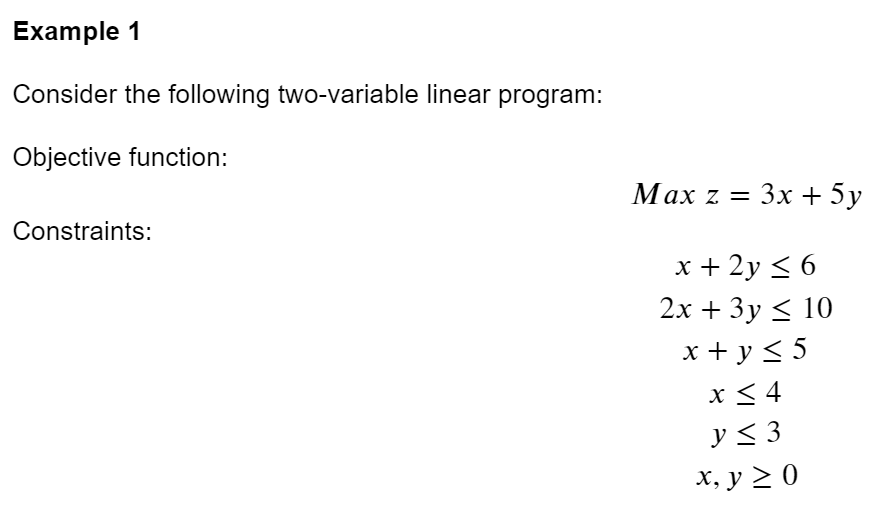 Example 1
Consider the following two-variable linear program:
Objective function:
Max z = 3x + 5y
Constraints:
x + 2y ≤ 6
2x + 3y ≤ 10
x + y ≤ 5
x ≤ 4
y ≤ 3
x, y ≥ 0